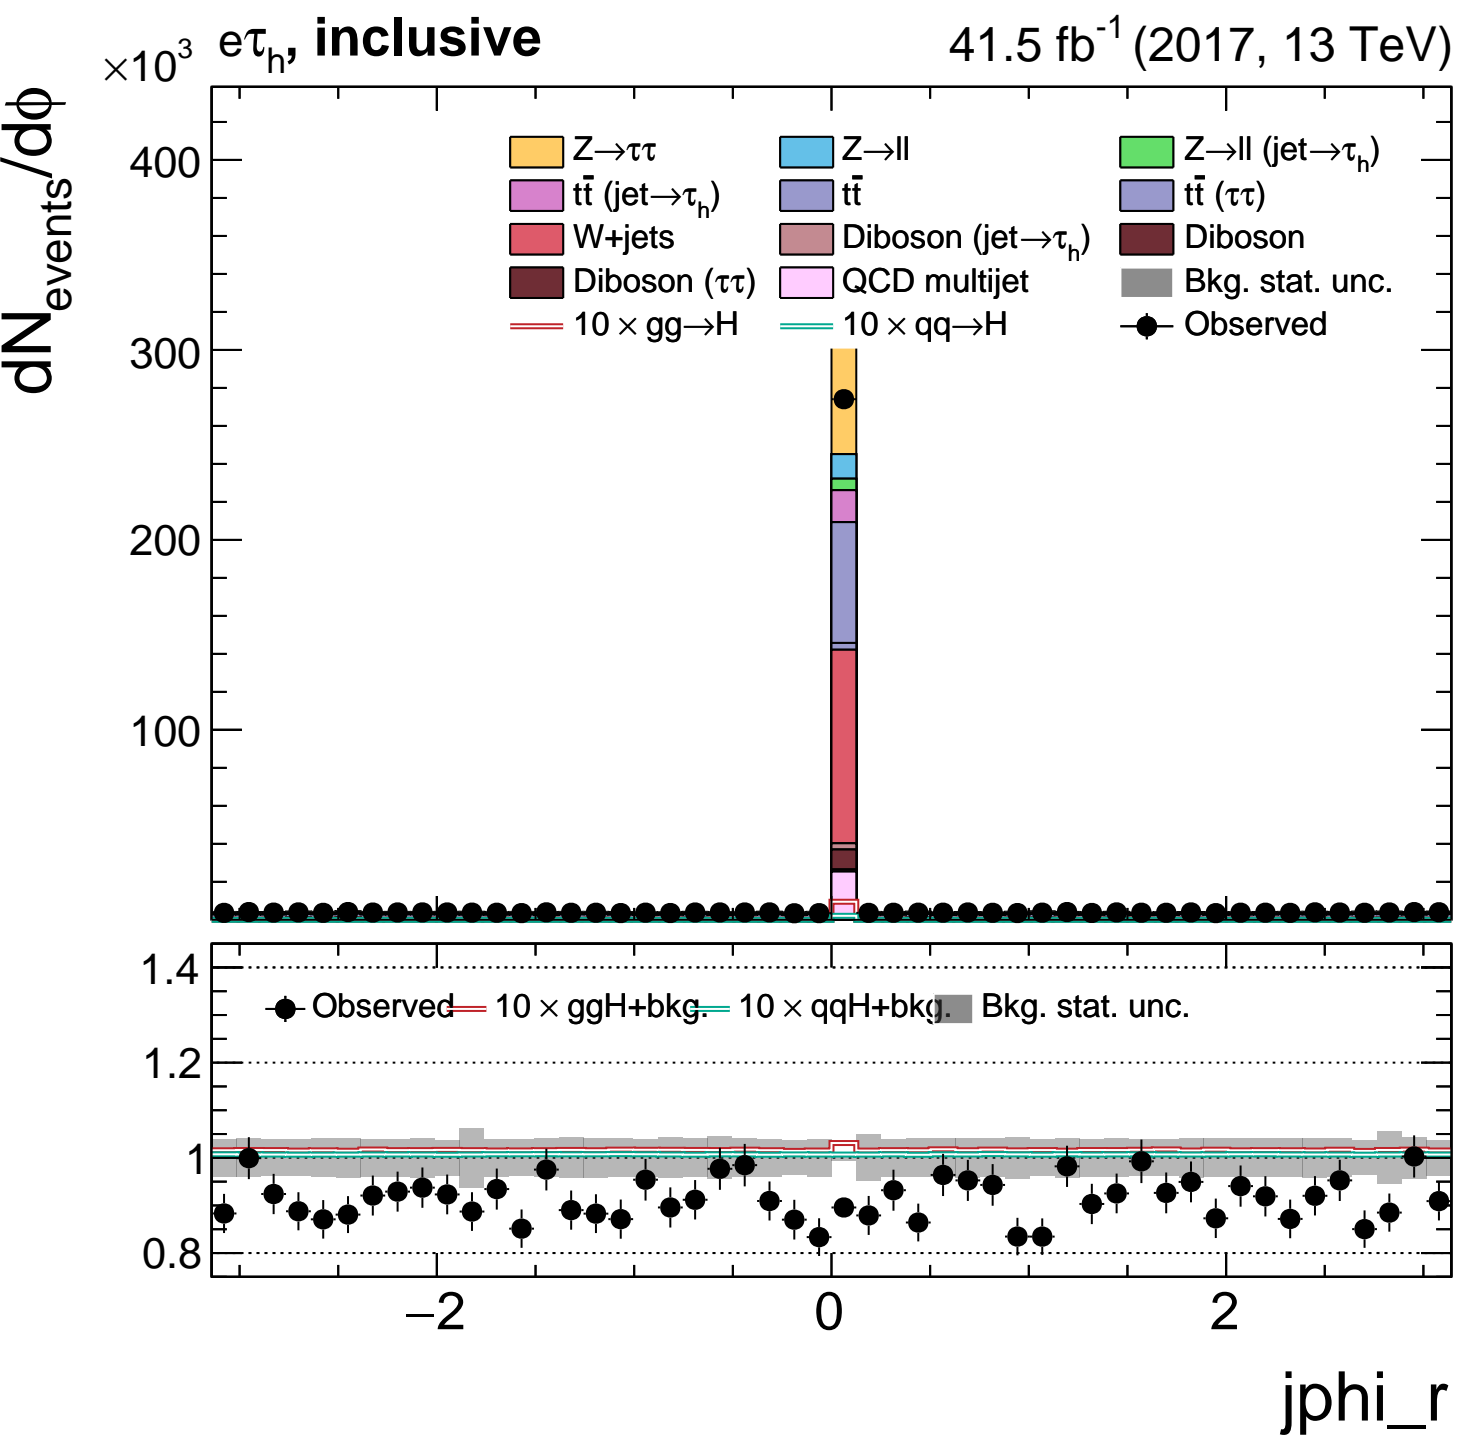 ×10³ eτₕ, inclusive 41.5 fb⁻¹ (2017, 13 TeV)
dN_events/dϕ
400
300
200
100
Z→ττ Z→ll Z→ll (jet→τₕ)
tt̄ (jet→τₕ) tt̄ tt̄ (ττ)
W+jets Diboson (jet→τₕ) Diboson
Diboson (ττ) QCD multijet Bkg. stat. unc.
10 × gg→H 10 × qq→H Observed
1.4
1.2
1
0.8
Observed 10 × ggH+bkg. 10 × qqH+bkg. Bkg. stat. unc.
−2 0 2
jphi_r